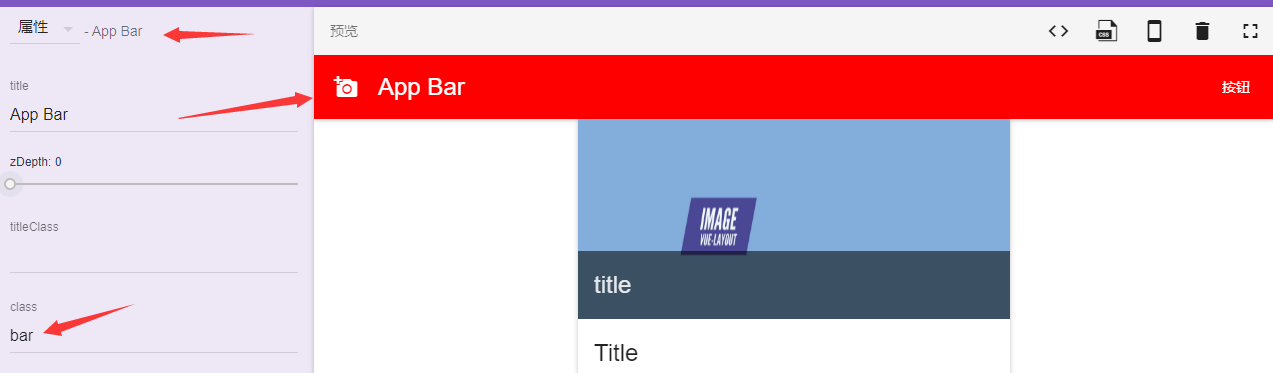 属性 - App Bar
title
App Bar
zDepth: 0
titleClass
class
bar
预览
CSS
App Bar
按钮
IMAGE
VUE-LAYOUT
title
Title